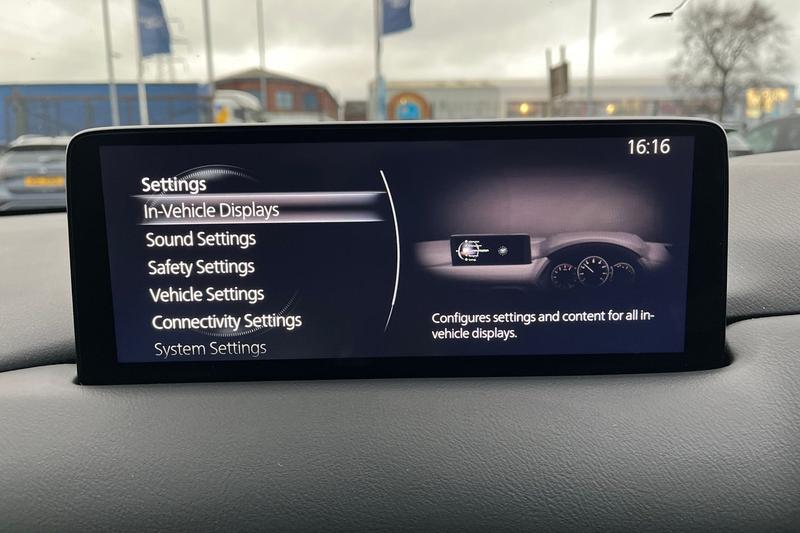 16:16
Settings
In-Vehicle Displays
Sound Settings
Safety Settings
Vehicle Settings
Connectivity Settings
System Settings
Configures settings and content for all in-
vehicle displays.